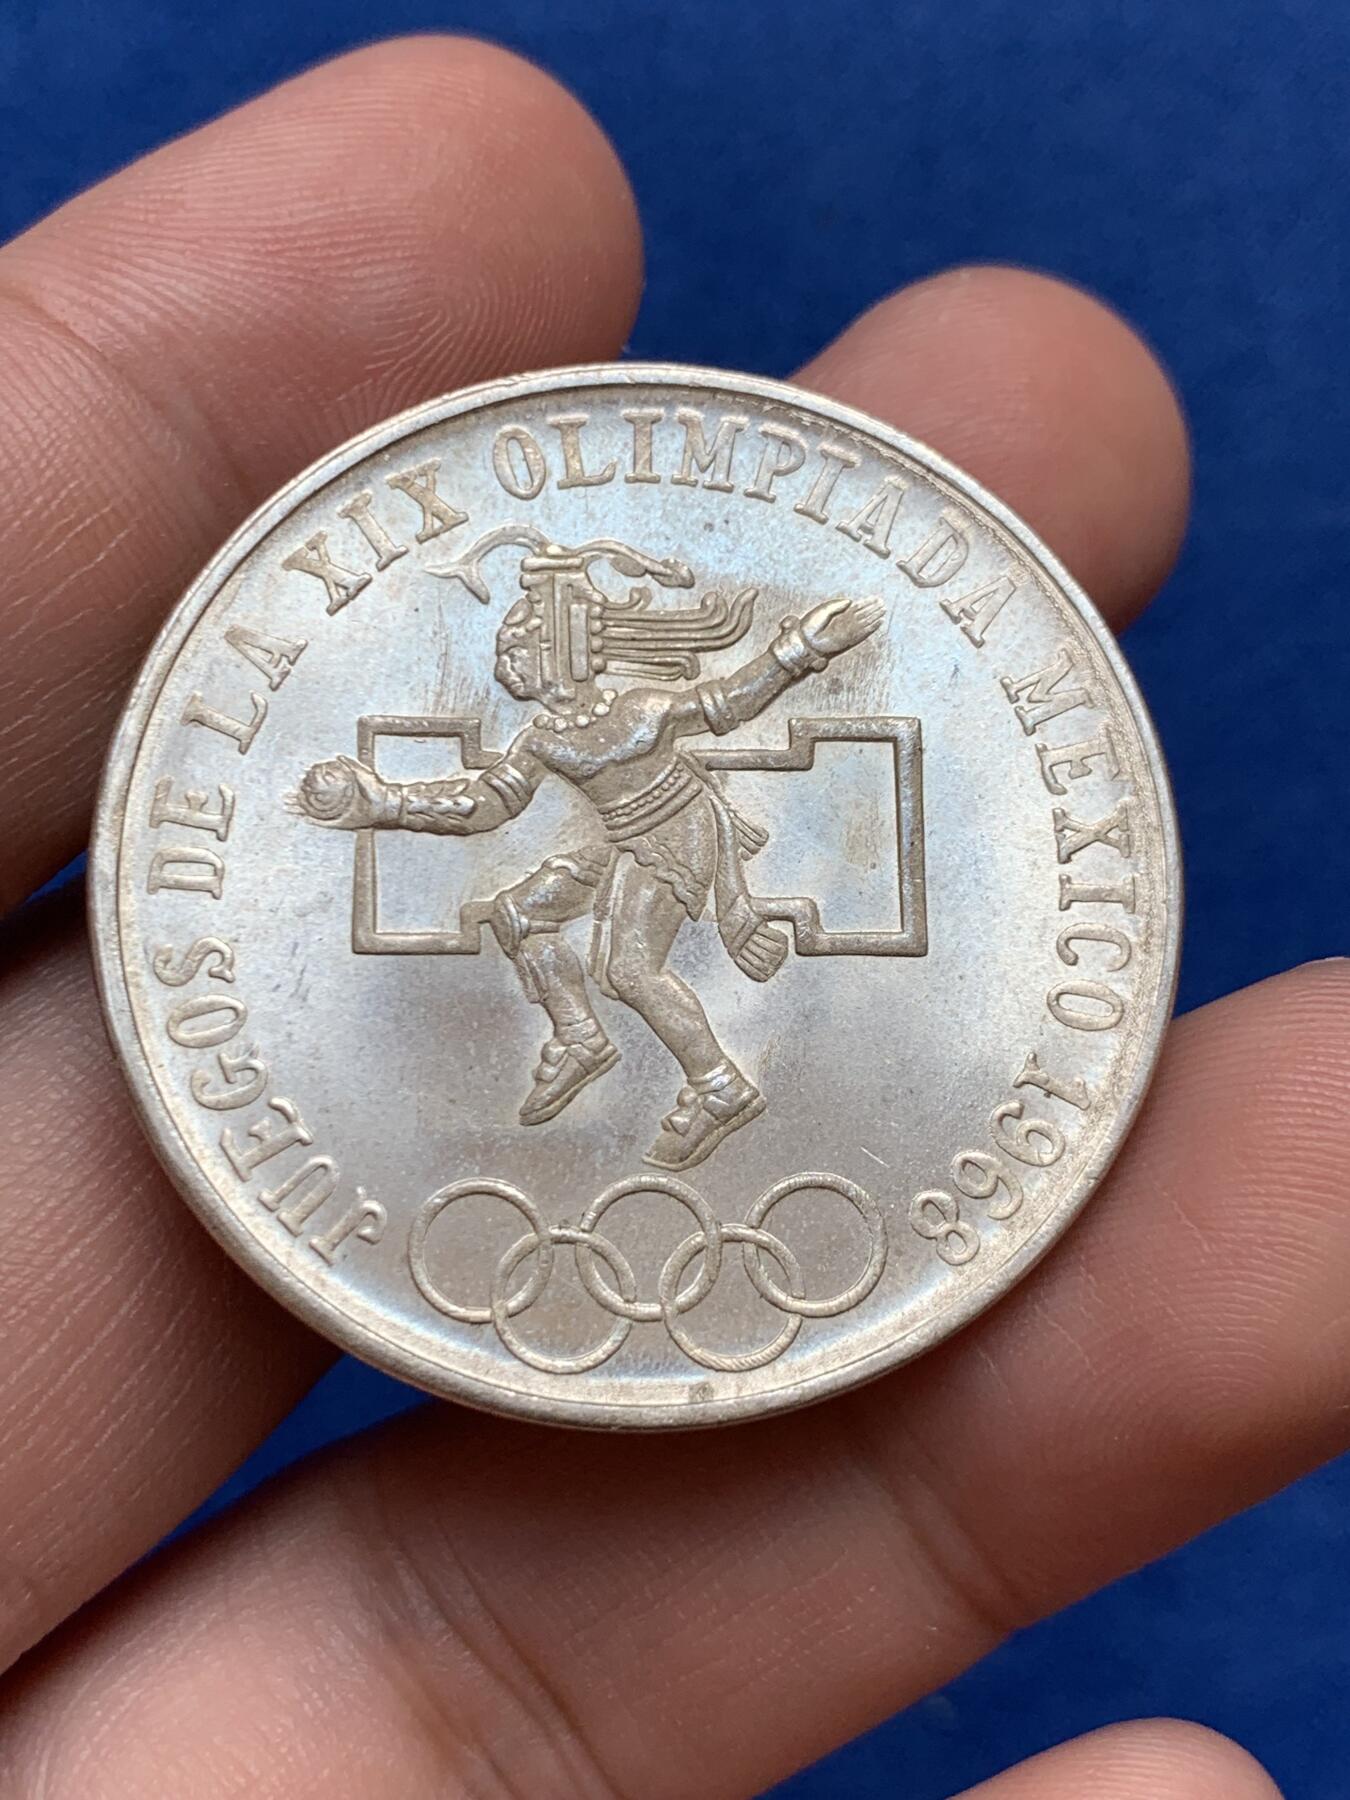 JUEGOS DE LA XIX OLIMPIADA MEXICO 1968